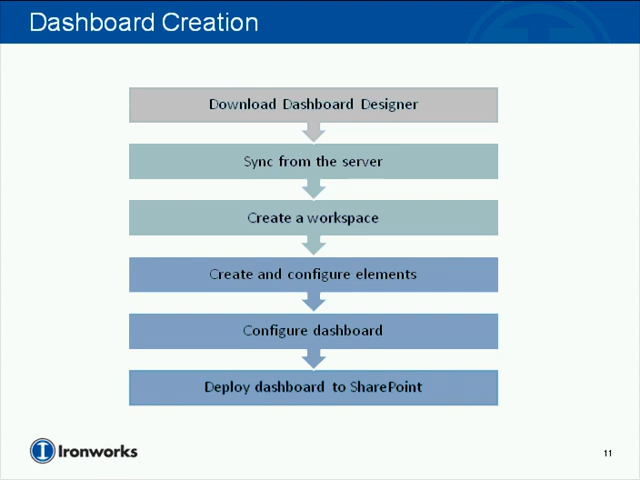 Dashboard Creation
Download Dashboard Designer
Sync from the server
Create a workspace
Create and configure elements
Configure dashboard
Deploy dashboard to SharePoint
Ironworks
11